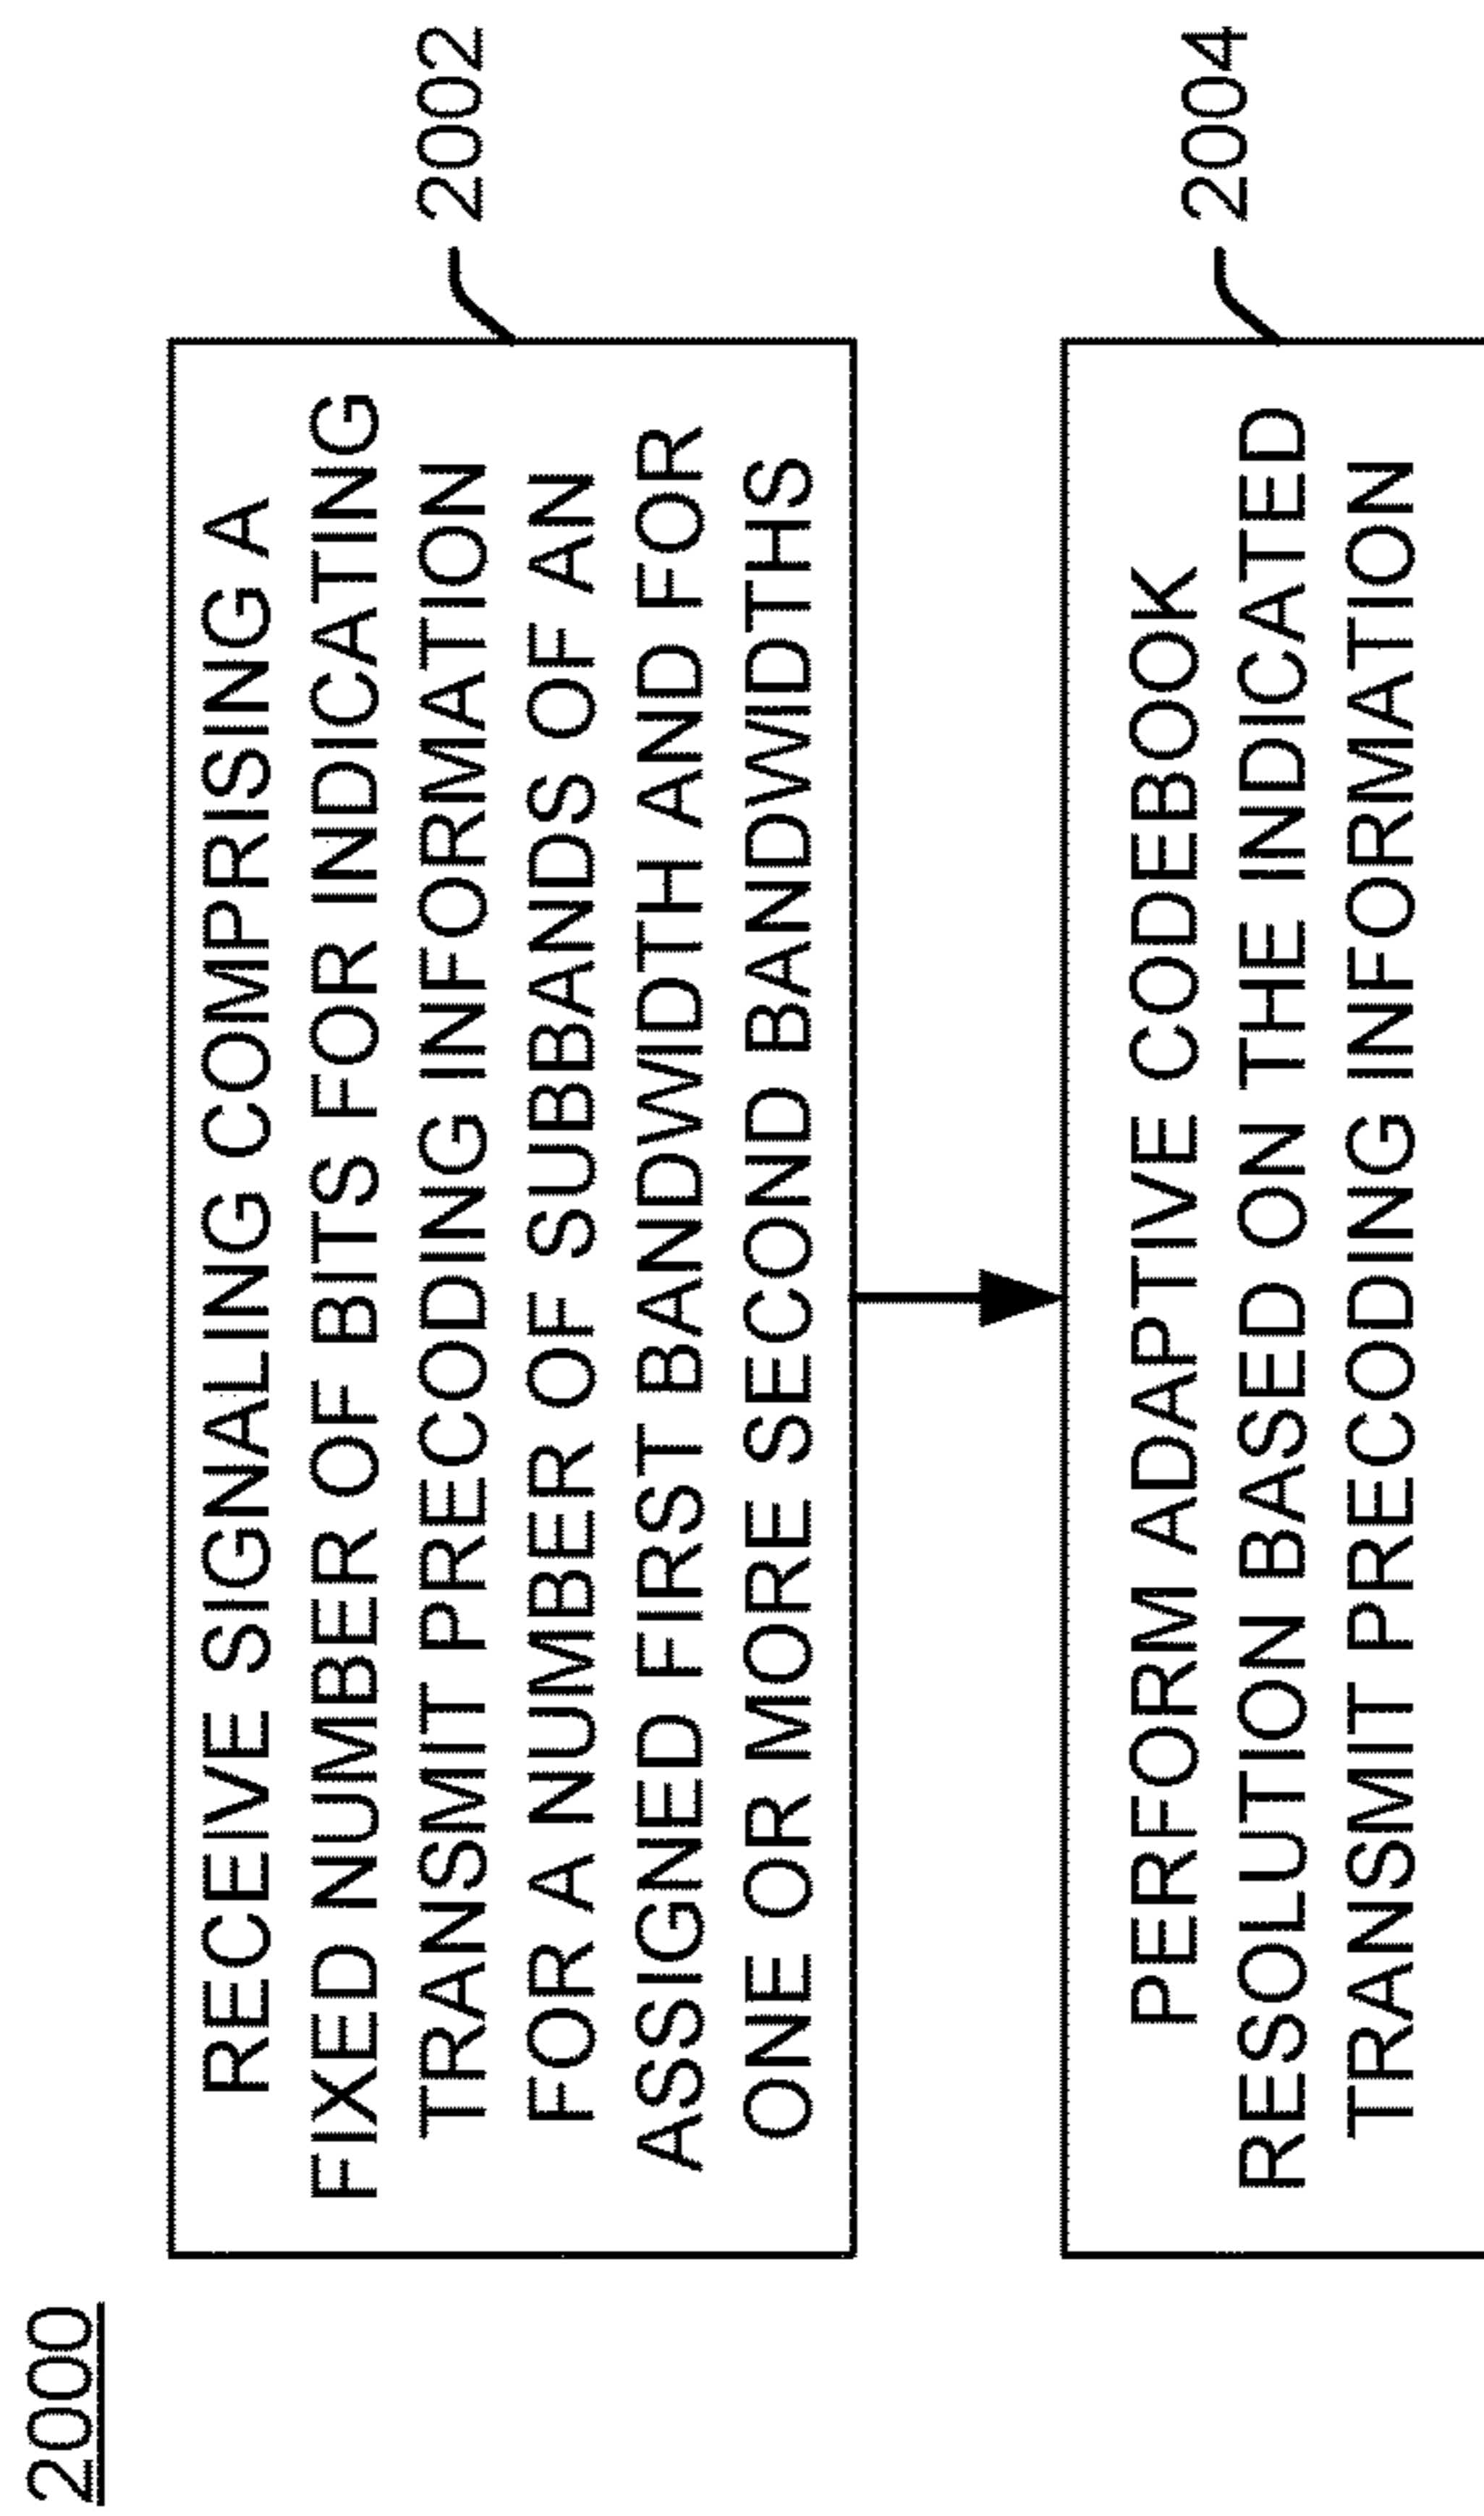 2000
RECEIVE SIGNALING COMPRISING A
FIXED NUMBER OF BITS FOR INDICATING
TRANSMIT PRECODING INFORMATION
FOR A NUMBER OF SUBBANDS OF AN
ASSIGNED FIRST BANDWIDTH AND FOR
ONE OR MORE SECOND BANDWIDTHS
2002
PERFORM ADAPTIVE CODEBOOK
RESOLUTION BASED ON THE INDICATED
TRANSMIT PRECODING INFORMATION
2004